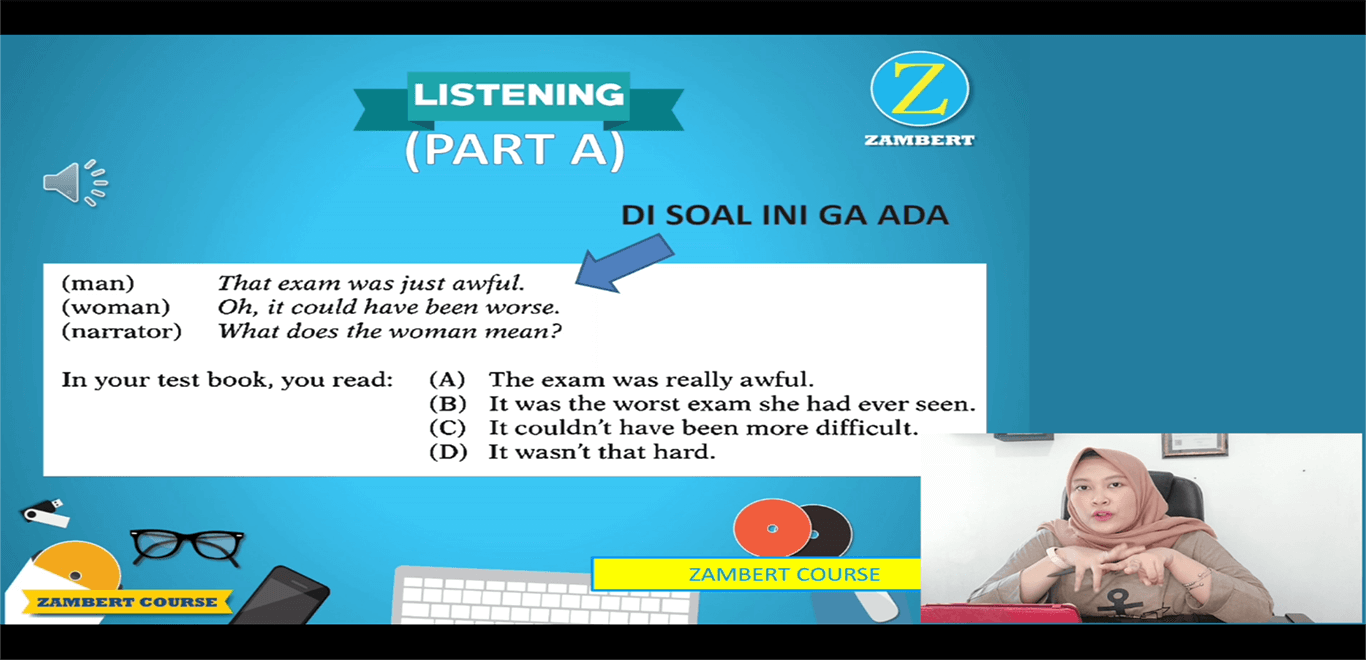 LISTENING
(PART A)
Z
ZAMBERT
DI SOAL INI GA ADA
(man) That exam was just awful.
(woman) Oh, it could have been worse.
(narrator) What does the woman mean?
In your test book, you read: (A) The exam was really awful.
(B) It was the worst exam she had ever seen.
(C) It couldn't have been more difficult.
(D) It wasn't that hard.
ZAMBERT COURSE
ZAMBERT COURSE